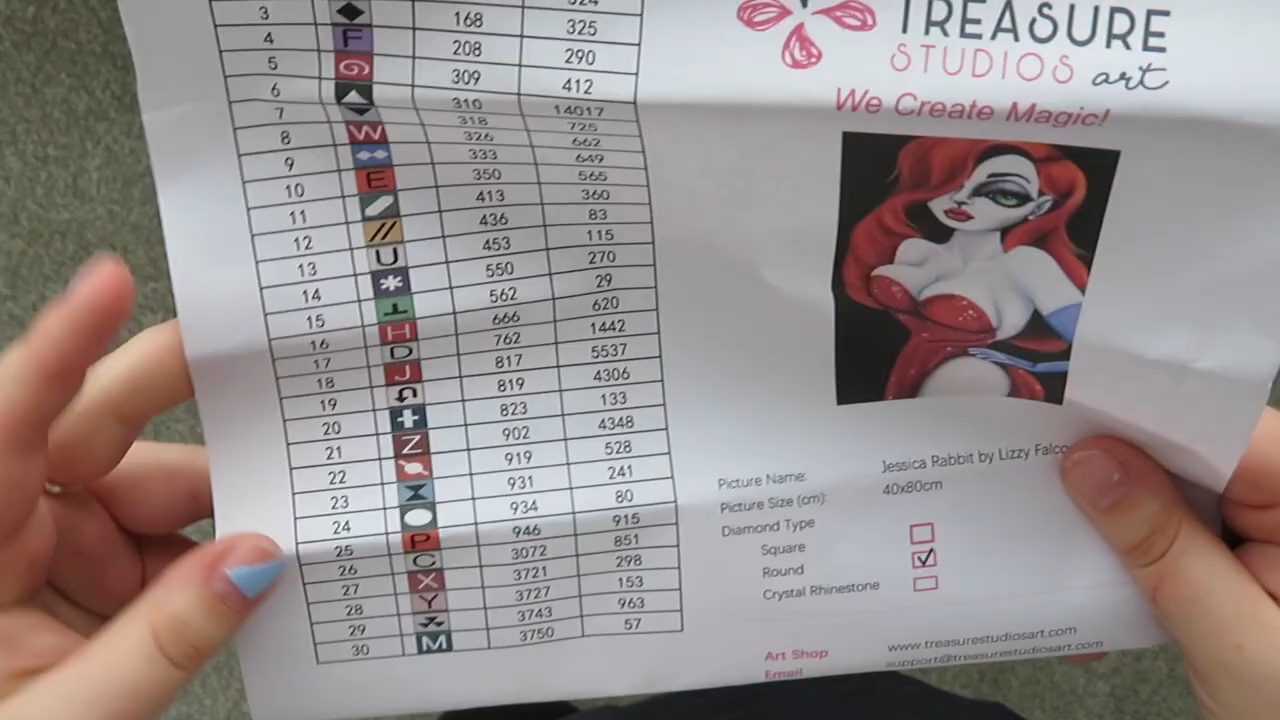 3 168 325
4 F 208 290
5 309 412
6 310 14017
7 318 725
8 W 326 662
9 333 649
10 E 350 565
11 413 360
12 // 436 83
13 U 453 115
14 * 550 270
15 562 29
16 H 666 620
17 D 762 1442
18 J 817 5537
19 819 4306
20 + 823 133
21 Z 902 4348
22 919 528
23 931 241
24 934 80
25 P 946 915
26 C 3072 851
27 X 3721 298
28 Y 3727 153
29 3743 963
30 M 3750 57
TREASURE
STUDIOS art
We Create Magic!
Picture Name: Jessica Rabbit by Lizzy Falco
Picture Size (cm): 40x80cm
Diamond Type
Square
Round
Crystal Rhinestone
Art Shop www.treasurestudiosart.com
Email support@treasurestudiosart.com